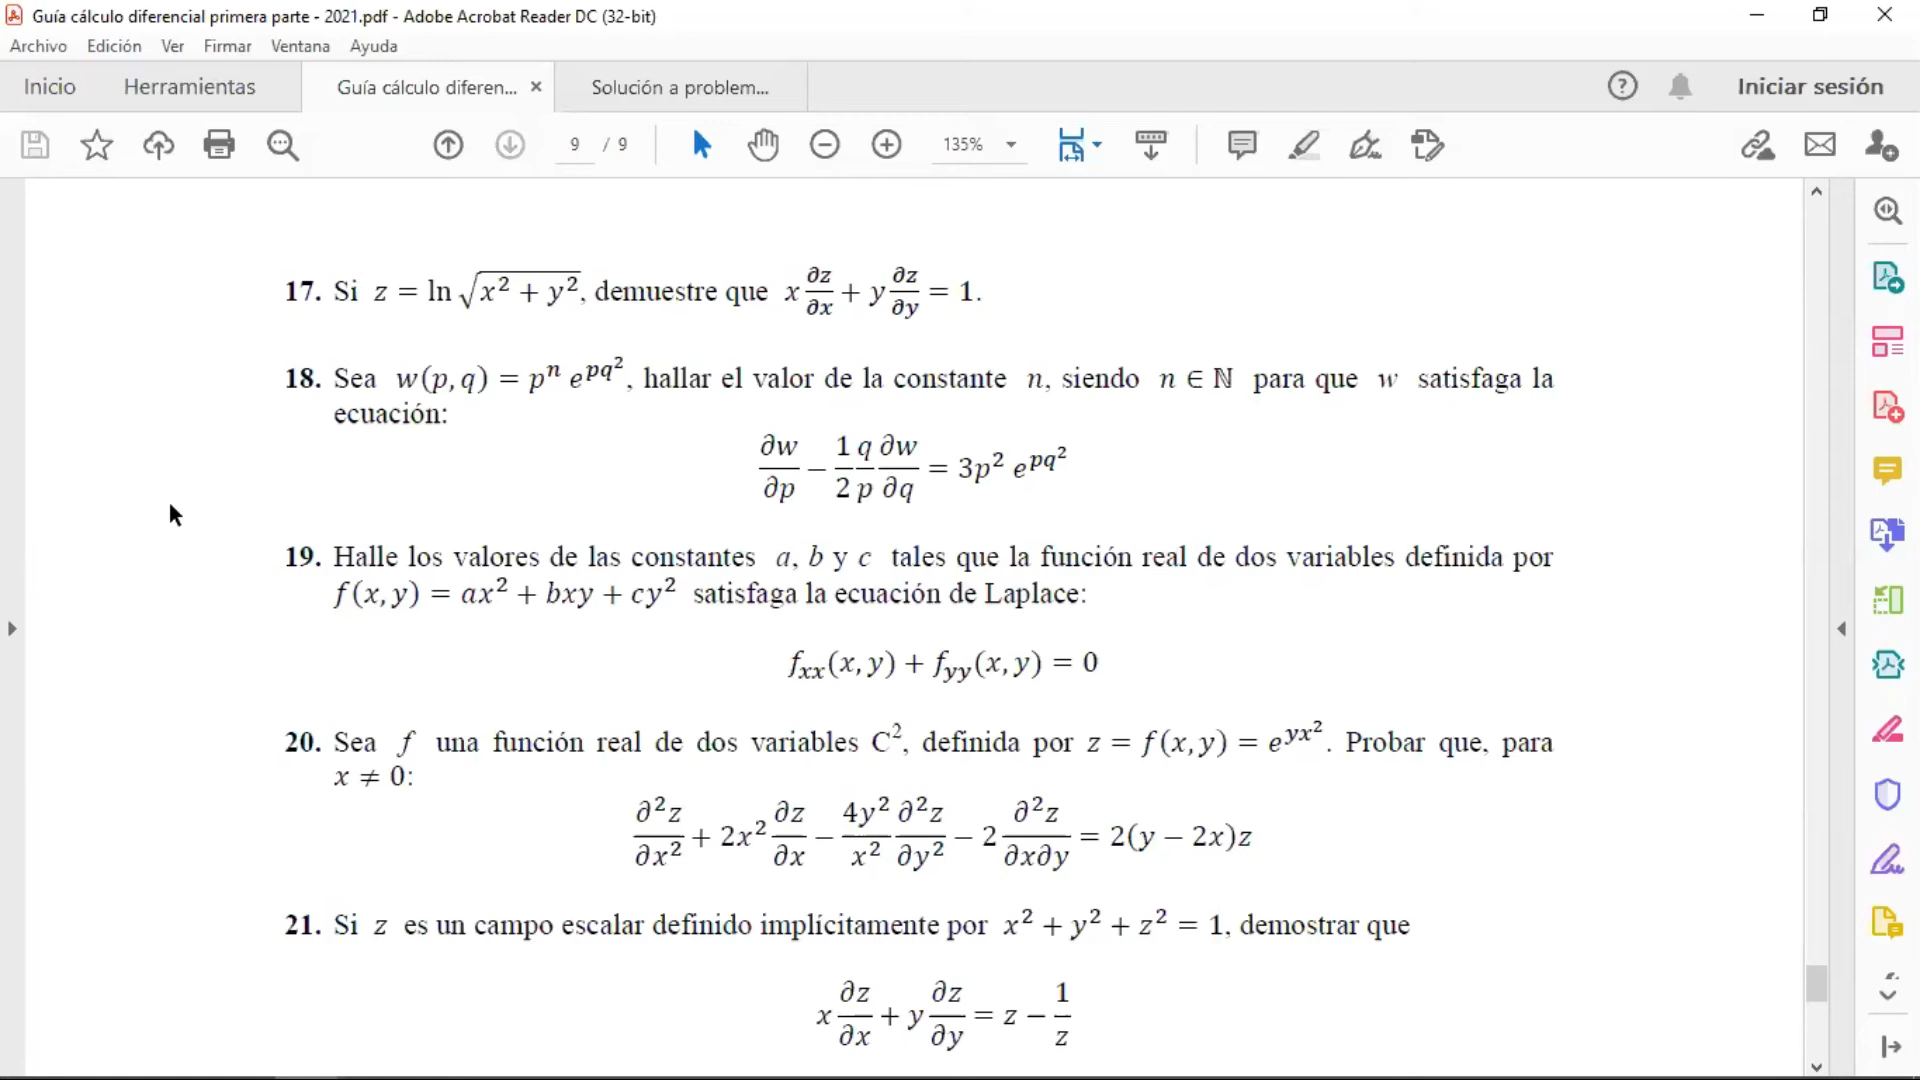 Guía cálculo diferencial primera parte - 2021.pdf - Adobe Acrobat Reader DC (32-bit)
Archivo Edición Ver Firmar Ventana Ayuda
Inicio Herramientas Guía cálculo diferen... × Solución a problem... ? Iniciar sesión
9 / 9 135%
17. Si z = ln √(x² + y²), demuestre que x ∂z/∂x + y ∂z/∂y = 1.
18. Sea w(p, q) = pⁿ e^(pq²), hallar el valor de la constante n, siendo n ∈ ℕ para que w satisfaga la
ecuación:
∂w/∂p − 1/2 q/p ∂w/∂q = 3p² e^(pq²)
19. Halle los valores de las constantes a, b y c tales que la función real de dos variables definida por
f(x, y) = ax² + bxy + cy² satisfaga la ecuación de Laplace:
fₓₓ(x, y) + f_yy(x, y) = 0
20. Sea f una función real de dos variables C², definida por z = f(x, y) = e^(yx²). Probar que, para
x ≠ 0:
∂²z/∂x² + 2x² ∂z/∂x − 4y²/x² ∂²z/∂y² − 2 ∂²z/∂x∂y = 2(y − 2x)z
21. Si z es un campo escalar definido implícitamente por x² + y² + z² = 1, demostrar que
x ∂z/∂x + y ∂z/∂y = z − 1/z